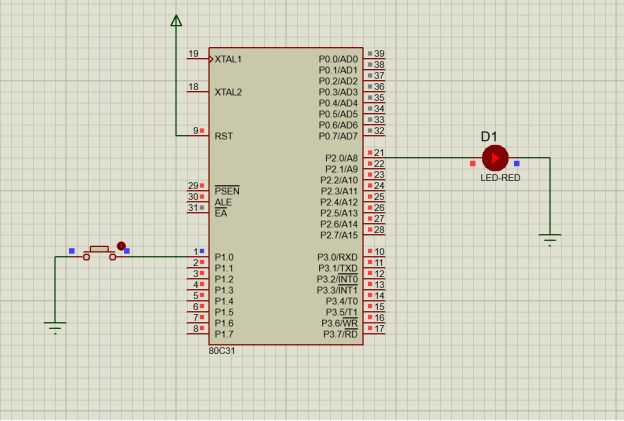 19 XTAL1 P0.0/AD0 39
P0.1/AD1 38
P0.2/AD2 37
18 XTAL2 P0.3/AD3 36
P0.4/AD4 35
P0.5/AD5 34
P0.6/AD6 33
9 RST P0.7/AD7 32
D1
LED-RED
P2.0/A8 21
P2.1/A9 22
P2.2/A10 23
29 PSEN P2.3/A11 24
30 ALE P2.4/A12 25
31 EA P2.5/A13 26
P2.6/A14 27
P2.7/A15 28
1 P1.0 P3.0/RXD 10
2 P1.1 P3.1/TXD 11
3 P1.2 P3.2/INT0 12
4 P1.3 P3.3/INT1 13
5 P1.4 P3.4/T0 14
6 P1.5 P3.5/T1 15
7 P1.6 P3.6/WR 16
8 P1.7 P3.7/RD 17
80C31